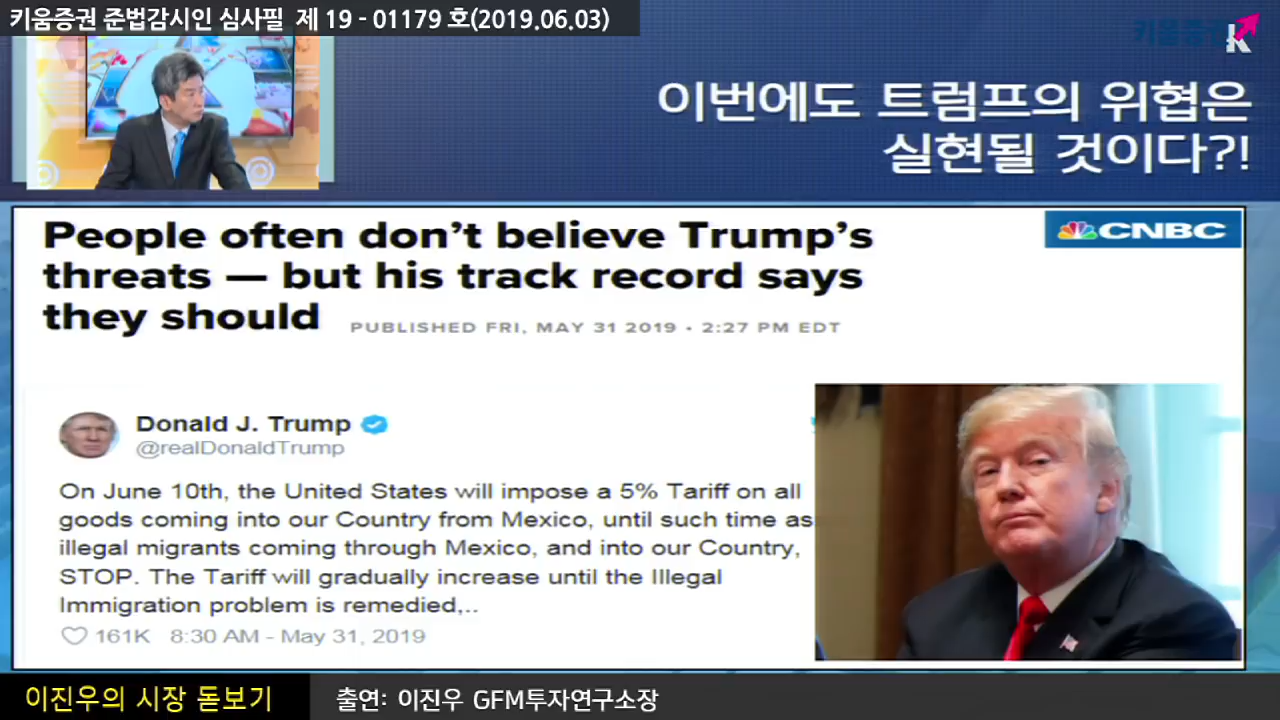 키움증권 준법감시인 심사필 제 19 - 01179 호(2019.06.03)
키움증권
이번에도 트럼프의 위협은
실현될 것이다?!
People often don't believe Trump's
threats — but his track record says
they should
PUBLISHED FRI, MAY 31 2019 • 2:27 PM EDT
CNBC
Donald J. Trump
@realDonaldTrump
On June 10th, the United States will impose a 5% Tariff on all
goods coming into our Country from Mexico, until such time as
illegal migrants coming through Mexico, and into our Country,
STOP. The Tariff will gradually increase until the Illegal
Immigration problem is remedied,..
161K 8:30 AM - May 31, 2019
이진우의 시장 돋보기
출연: 이진우 GFM투자연구소장